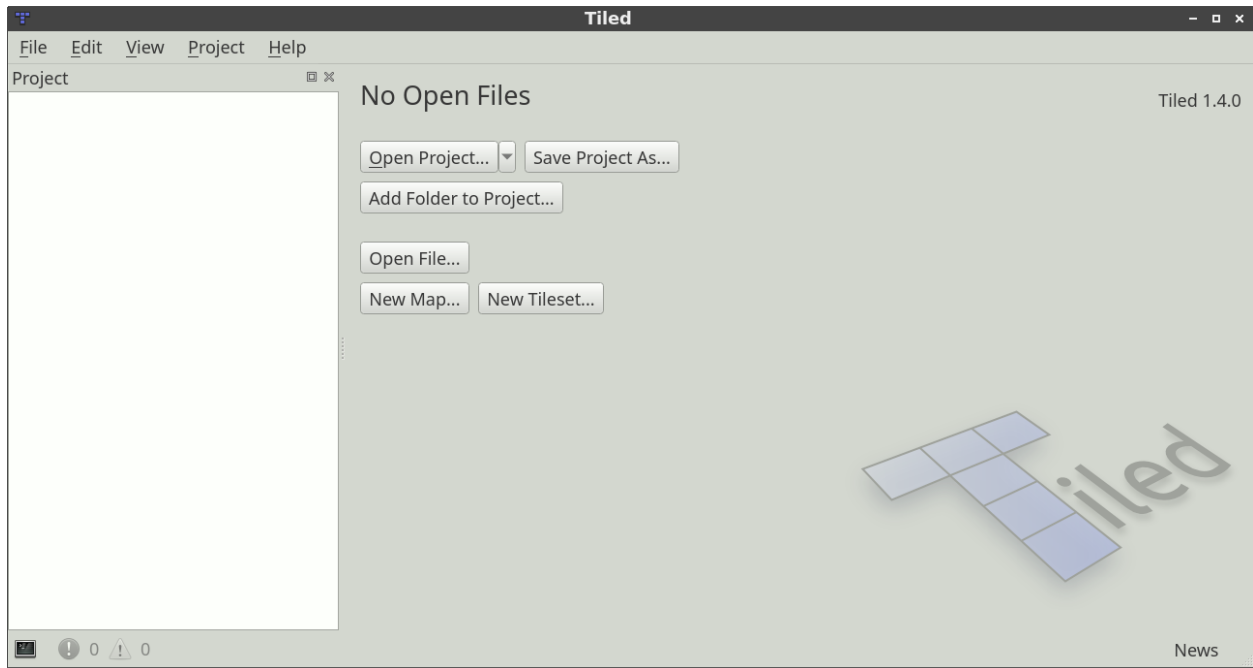 Tiled
File Edit View Project Help
Project
No Open Files
Tiled 1.4.0
Open Project... Save Project As...
Add Folder to Project...
Open File...
New Map... New Tileset...
Tiled
0 0
News